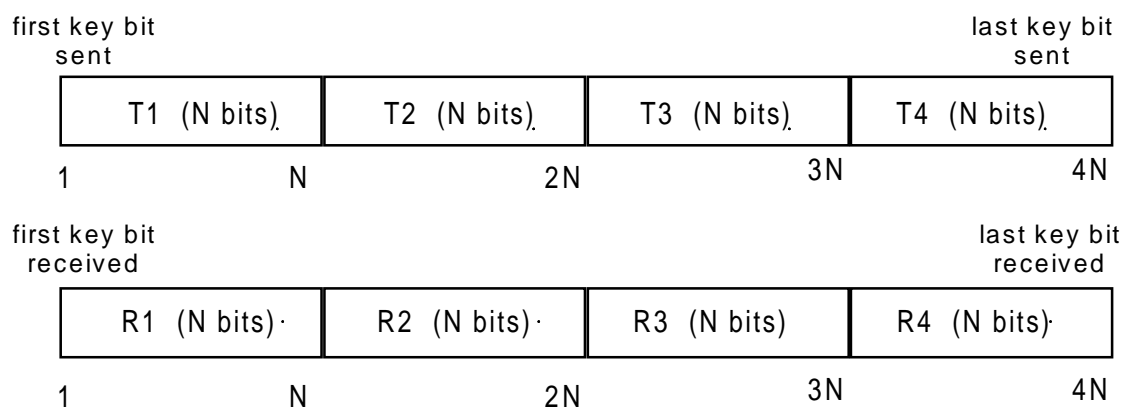 first key bit
sent
last key bit
sent
T1 (N bits)
T2 (N bits)
T3 (N bits)
T4 (N bits)
1
N
2N
3N
4N
first key bit
received
last key bit
received
R1 (N bits)
R2 (N bits)
R3 (N bits)
R4 (N bits)
1
N
2N
3N
4N